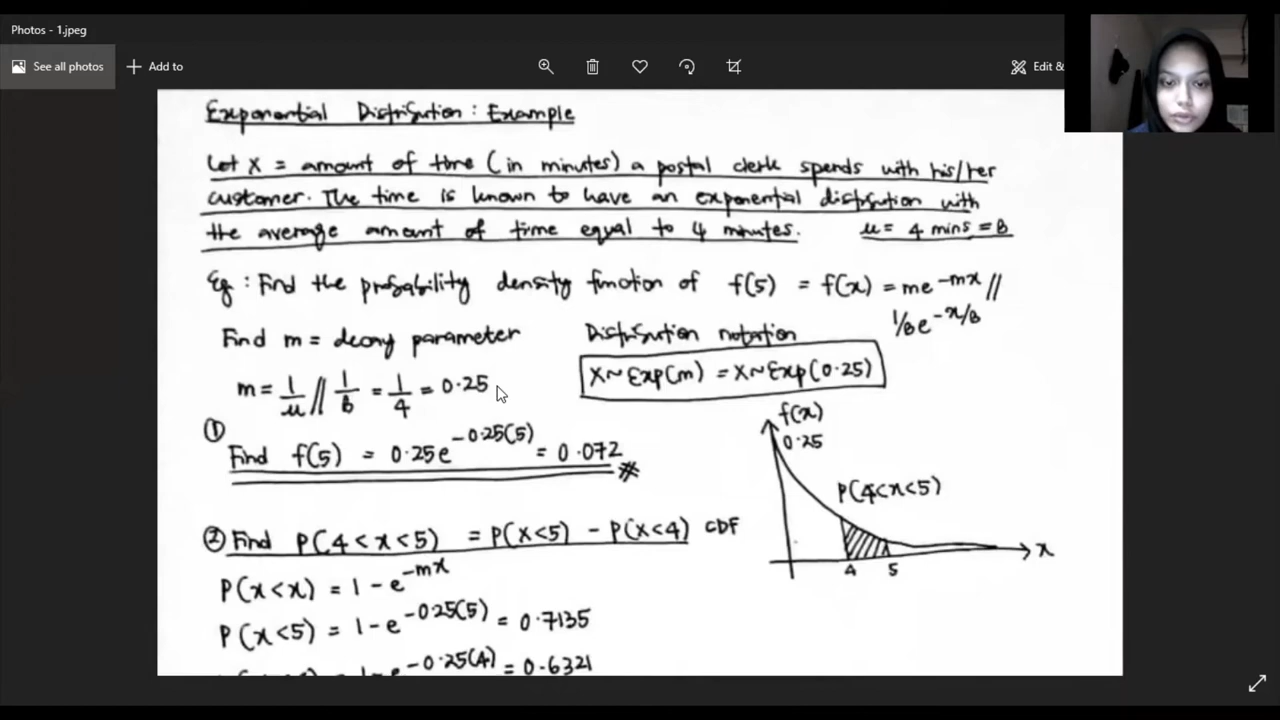 Photos - 1.jpeg
See all photos
Add to
Edit &
Exponential Distribution : Example
Let X = amount of time (in minutes) a postal clerk spends with his/her
customer. The time is known to have an exponential distribution with
the average amount of time equal to 4 minutes. μ = 4 mins = B
Eg : Find the probability density function of f(5) = f(x) = me^-mx //
1/B e^-x/B
Find m = decay parameter
Distribution notation
X~Exp(m) = X~Exp(0.25)
m = 1/μ // 1/B = 1/4 = 0.25
① Find f(5) = 0.25e^-0.25(5) = 0.072
f(x)
0.25
P(4<x<5)
4 5
x
② Find P(4<x<5) = P(x<5) - P(x<4) CDF
P(x<x) = 1 - e^-mx
P(x<5) = 1 - e^-0.25(5) = 0.7135
-0.25(4) = 0.6321